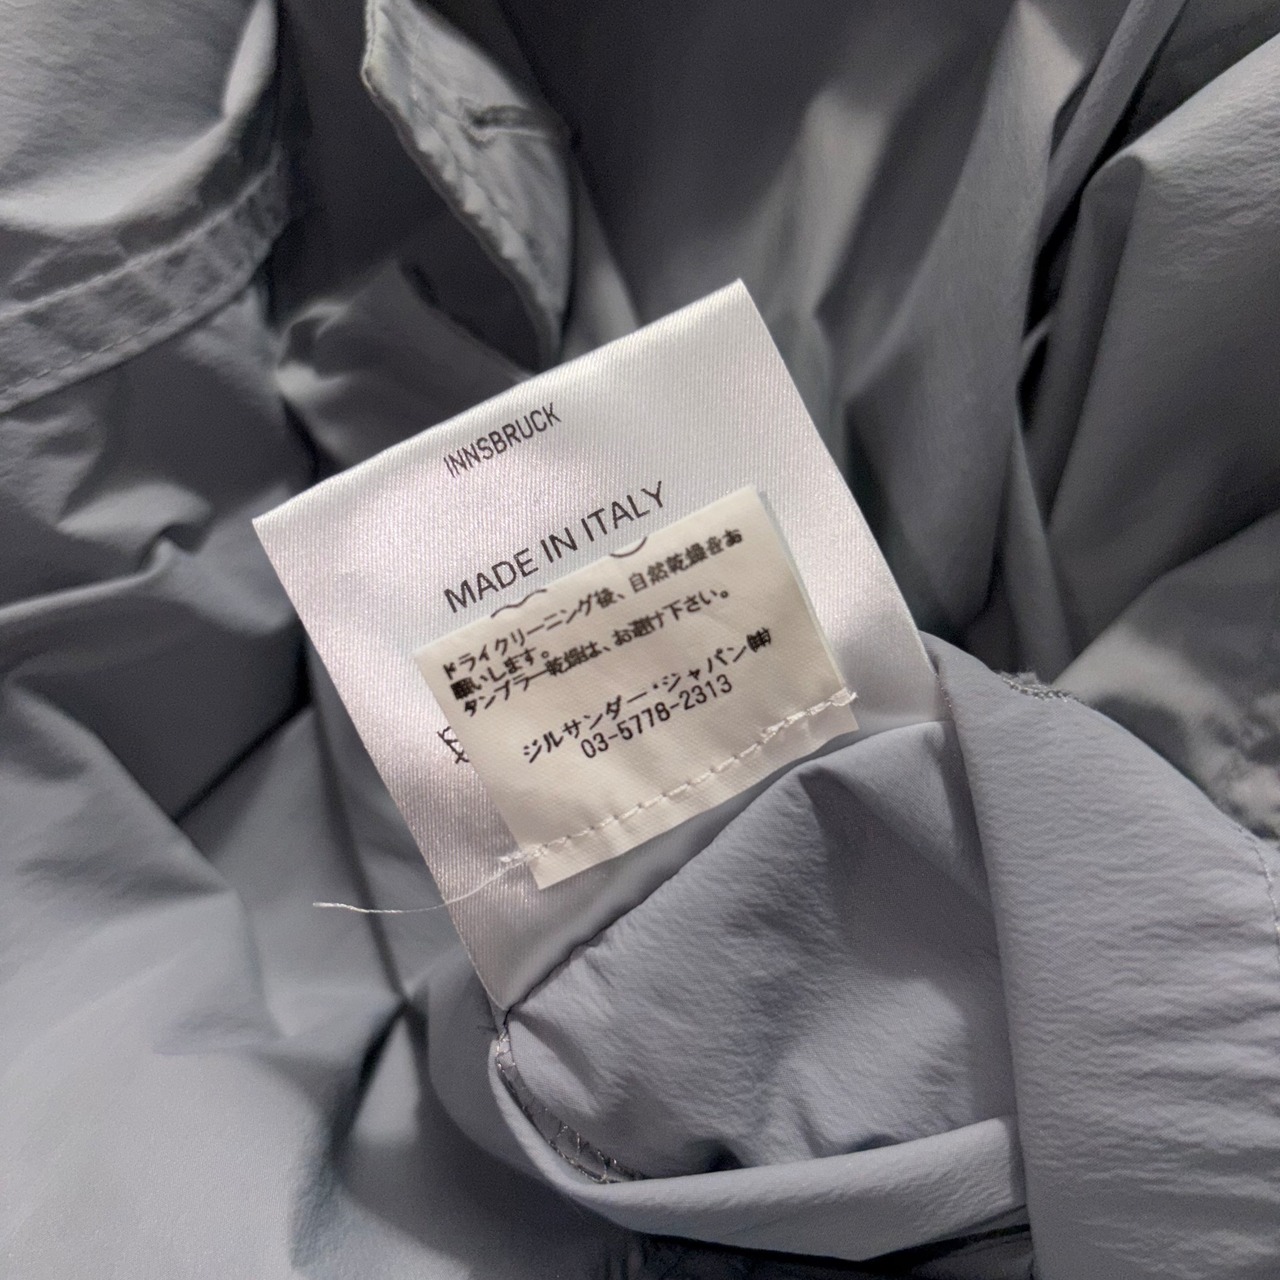 INNSBRUCK
MADE IN ITALY
ドライクリーニング後、自然乾燥をお
願いします。
タンブラー乾燥は、お避け下さい。
ジルサンダー・ジャパン㈱
03-5778-2313